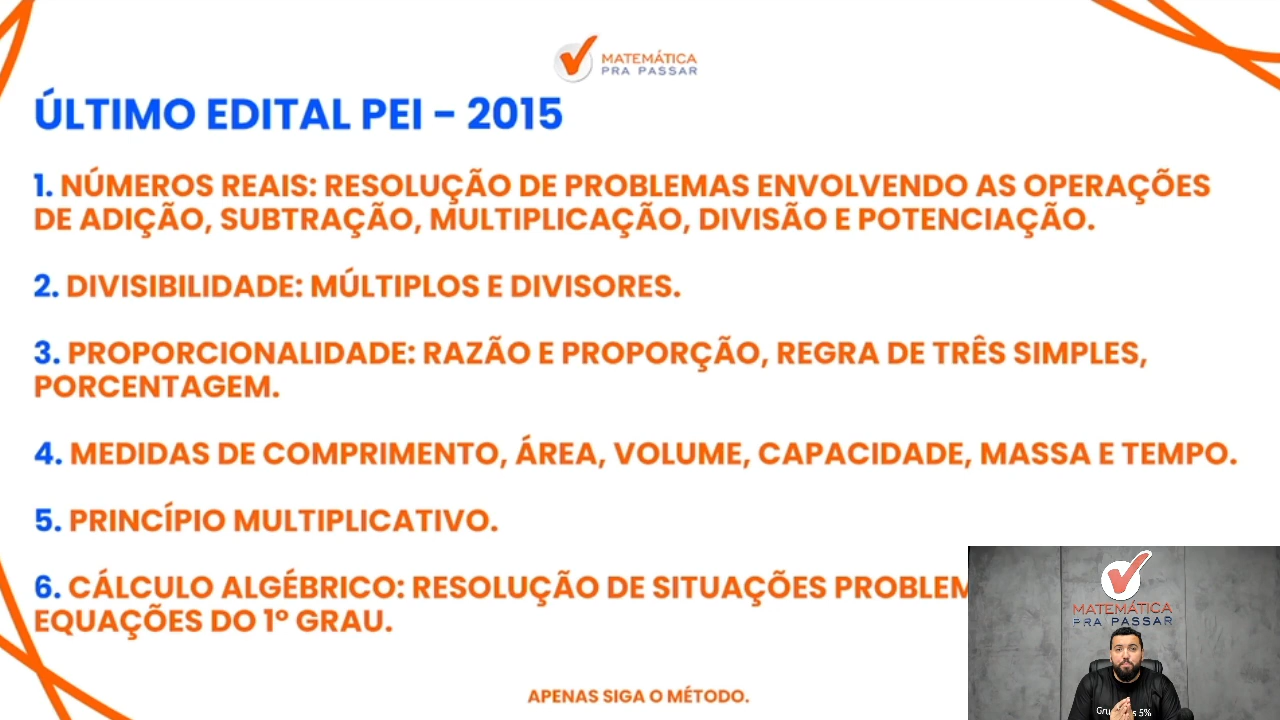 MATEMÁTICA
PRA PASSAR
ÚLTIMO EDITAL PEI - 2015
1. NÚMEROS REAIS: RESOLUÇÃO DE PROBLEMAS ENVOLVENDO AS OPERAÇÕES
DE ADIÇÃO, SUBTRAÇÃO, MULTIPLICAÇÃO, DIVISÃO E POTENCIAÇÃO.
2. DIVISIBILIDADE: MÚLTIPLOS E DIVISORES.
3. PROPORCIONALIDADE: RAZÃO E PROPORÇÃO, REGRA DE TRÊS SIMPLES,
PORCENTAGEM.
4. MEDIDAS DE COMPRIMENTO, ÁREA, VOLUME, CAPACIDADE, MASSA E TEMPO.
5. PRINCÍPIO MULTIPLICATIVO.
6. CÁLCULO ALGÉBRICO: RESOLUÇÃO DE SITUAÇÕES PROBLEM
EQUAÇÕES DO 1º GRAU.
MATEMÁTICA
PRA PASSAR
5%
APENAS SIGA O MÉTODO.